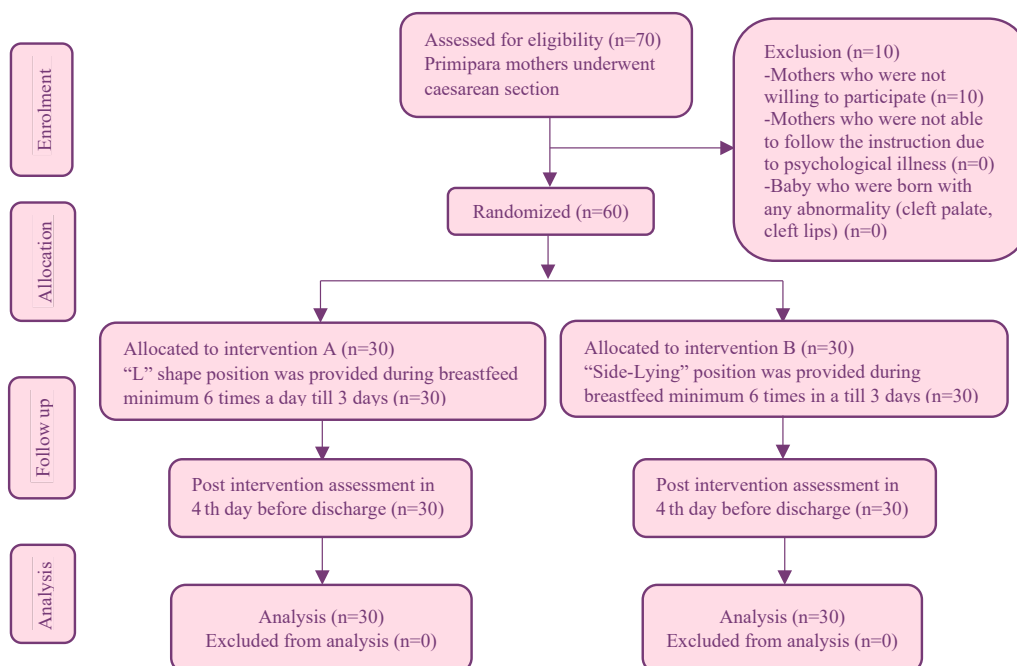 Enrolment
Assessed for eligibility (n=70)
Primipara mothers underwent
caesarean section
Exclusion (n=10)
-Mothers who were not
willing to participate (n=10)
-Mothers who were not able
to follow the instruction due
to psychological illness (n=0)
-Baby who were born with
any abnormality (cleft palate,
cleft lips) (n=0)
Randomized (n=60)
Allocation
Allocated to intervention A (n=30)
“L” shape position was provided during breastfeed
minimum 6 times a day till 3 days (n=30)
Allocated to intervention B (n=30)
“Side-Lying” position was provided during
breastfeed minimum 6 times in a till 3 days (n=30)
Follow up
Post intervention assessment in
4 th day before discharge (n=30)
Post intervention assessment in
4 th day before discharge (n=30)
Analysis
Analysis (n=30)
Excluded from analysis (n=0)
Analysis (n=30)
Excluded from analysis (n=0)